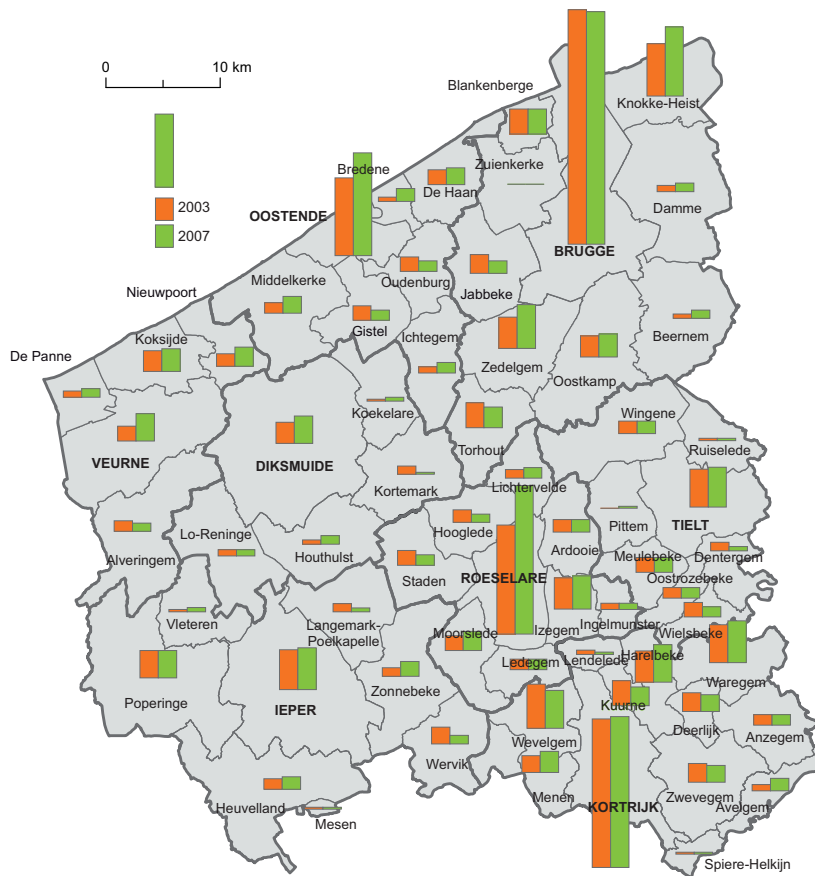 0 10 km
2003
2007
Blankenberge
Knokke-Heist
Bredene
Zuienkerke
De Haan
Damme
OOSTENDE
BRUGGE
Oudenburg
Middelkerke
Jabbeke
Nieuwpoort
Gistel
Ichtegem
Beernem
Koksijde
De Panne
Zedelgem
Oostkamp
Koekelare
Wingene
VEURNE
DIKSMUIDE
Torhout
Ruiselede
Kortemark
Lichtervelde
Pittem
TIELT
Lo-Reninge
Hooglede
Alveringem
Houthulst
Ardooie
Meulebeke
Dentergem
Staden
ROESELARE
Oostrozebeke
Vleteren
Langemark-
Poelkapelle
Izegem
Ingelmunster
Wielsbeke
Moorslede
Ledegem
Lendelede
Harelbeke
Poperinge
IEPER
Zonnebeke
Waregem
Kuurne
Deerlijk
Anzegem
Wevelgem
Wervik
Menen
Zwevegem
Heuvelland
KORTRIJK
Avelgem
Mesen
Spiere-Helkijn